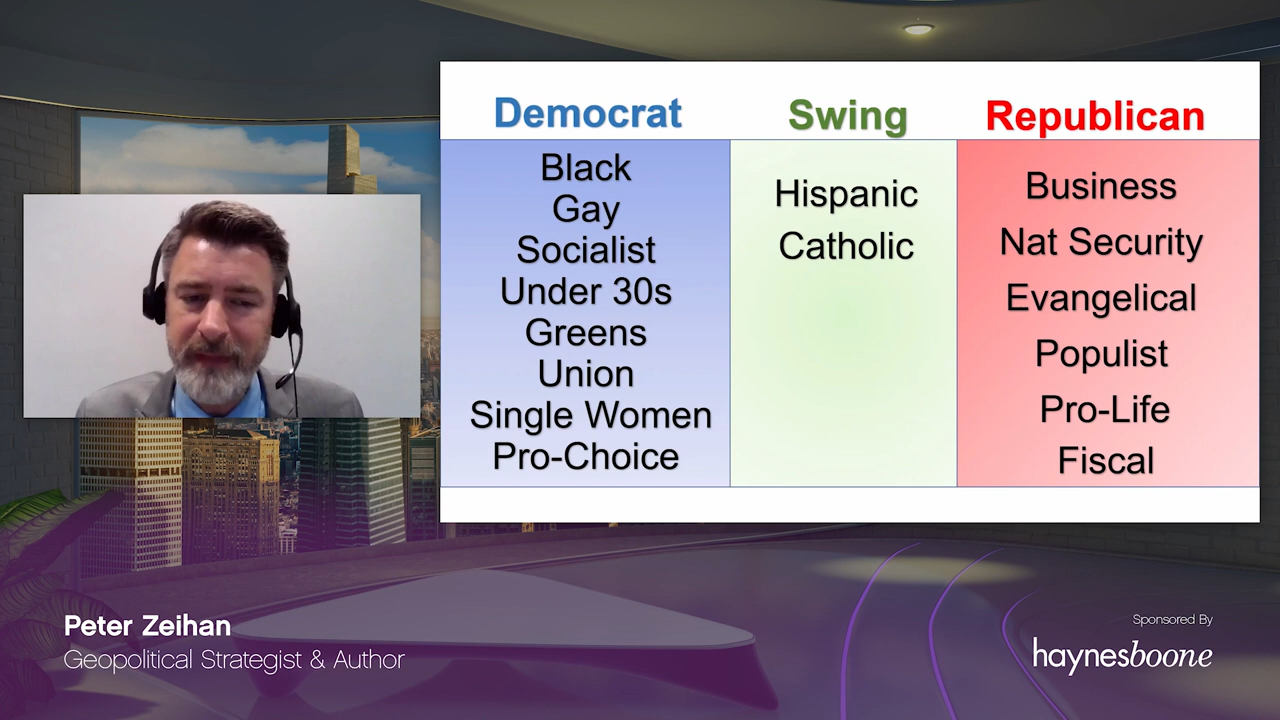 Democrat
Swing
Republican
Black
Gay
Socialist
Under 30s
Greens
Union
Single Women
Pro-Choice
Hispanic
Catholic
Business
Nat Security
Evangelical
Populist
Pro-Life
Fiscal
Peter Zeihan
Geopolitical Strategist & Author
Sponsored By
haynesboone